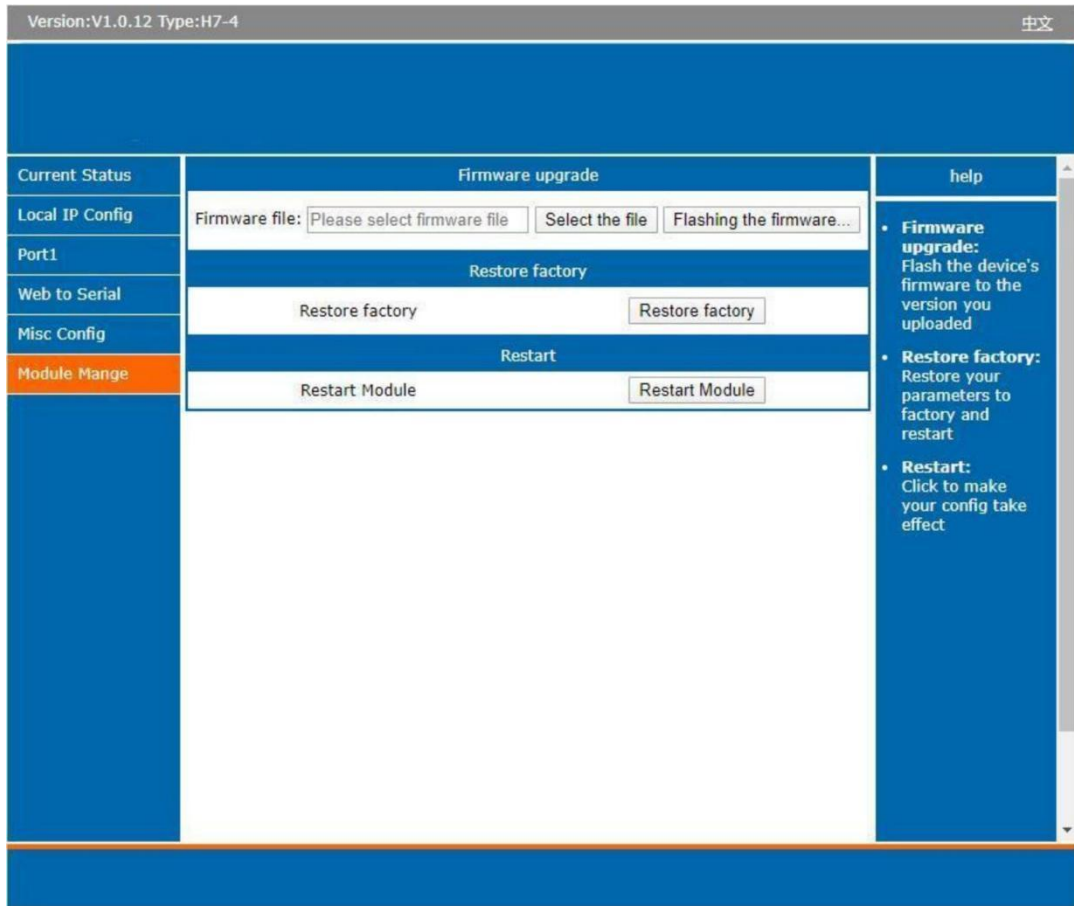 Version:V1.0.12 Type:H7-4
中文
Current Status
Local IP Config
Port1
Web to Serial
Misc Config
Module Mange
Firmware upgrade
Firmware file: Please select firmware file Select the file Flashing the firmware...
Restore factory
Restore factory Restore factory
Restart
Restart Module Restart Module
help
• Firmware
upgrade:
Flash the device's
firmware to the
version you
uploaded
• Restore factory:
Restore your
parameters to
factory and
restart
• Restart:
Click to make
your config take
effect